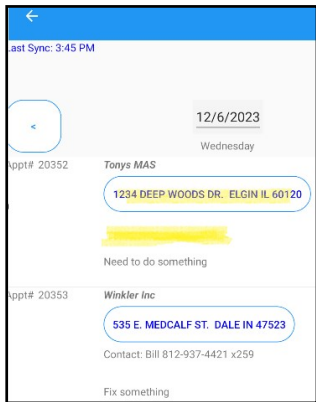 Last Sync: 3:45 PM
<
12/6/2023
Wednesday
Appt# 20352 Tonys MAS
1234 DEEP WOODS DR. ELGIN IL 60120
Need to do something
Appt# 20353 Winkler Inc
535 E. MEDCALF ST. DALE IN 47523
Contact: Bill 812-937-4421 x259
Fix something